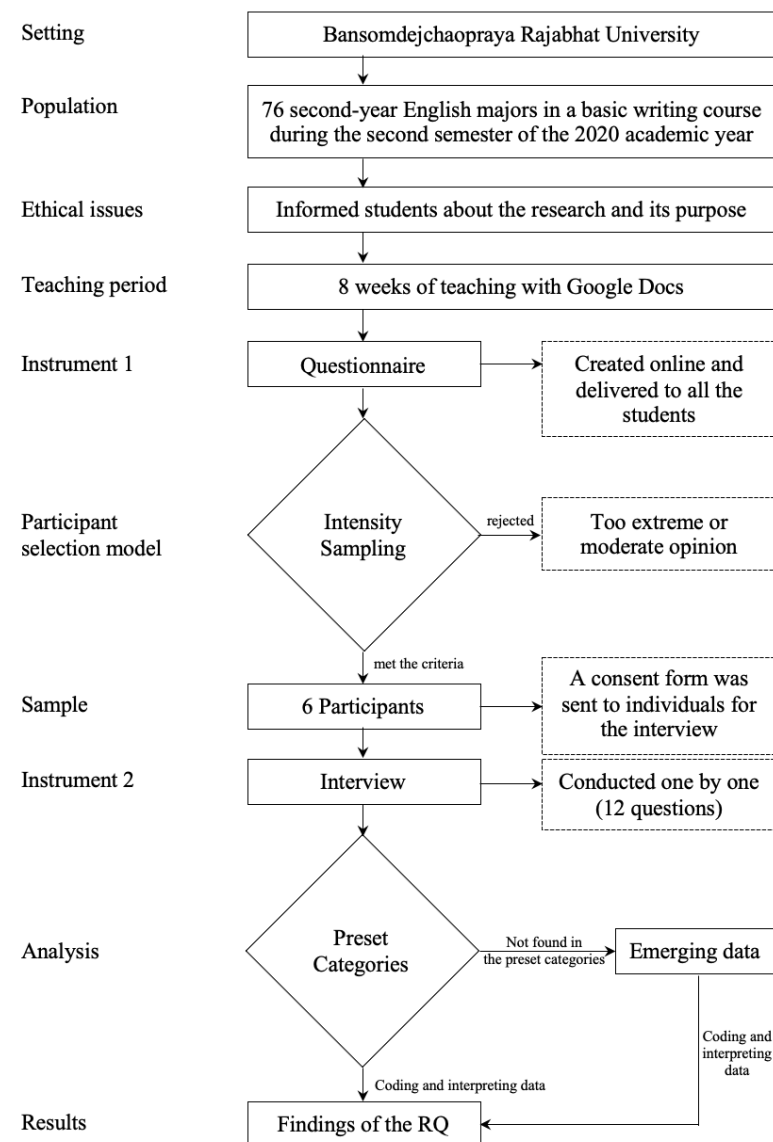 Setting
Bansomdejchaopraya Rajabhat University
Population
76 second-year English majors in a basic writing course
during the second semester of the 2020 academic year
Ethical issues
Informed students about the research and its purpose
Teaching period
8 weeks of teaching with Google Docs
Instrument 1
Questionnaire
Created online and
delivered to all the
students
Participant
selection model
Intensity
Sampling
rejected
Too extreme or
moderate opinion
met the criteria
Sample
6 Participants
A consent form was
sent to individuals for
the interview
Instrument 2
Interview
Conducted one by one
(12 questions)
Analysis
Preset
Categories
Not found in
the preset categories
Emerging data
Coding and
interpreting
data
Coding and interpreting data
Results
Findings of the RQ